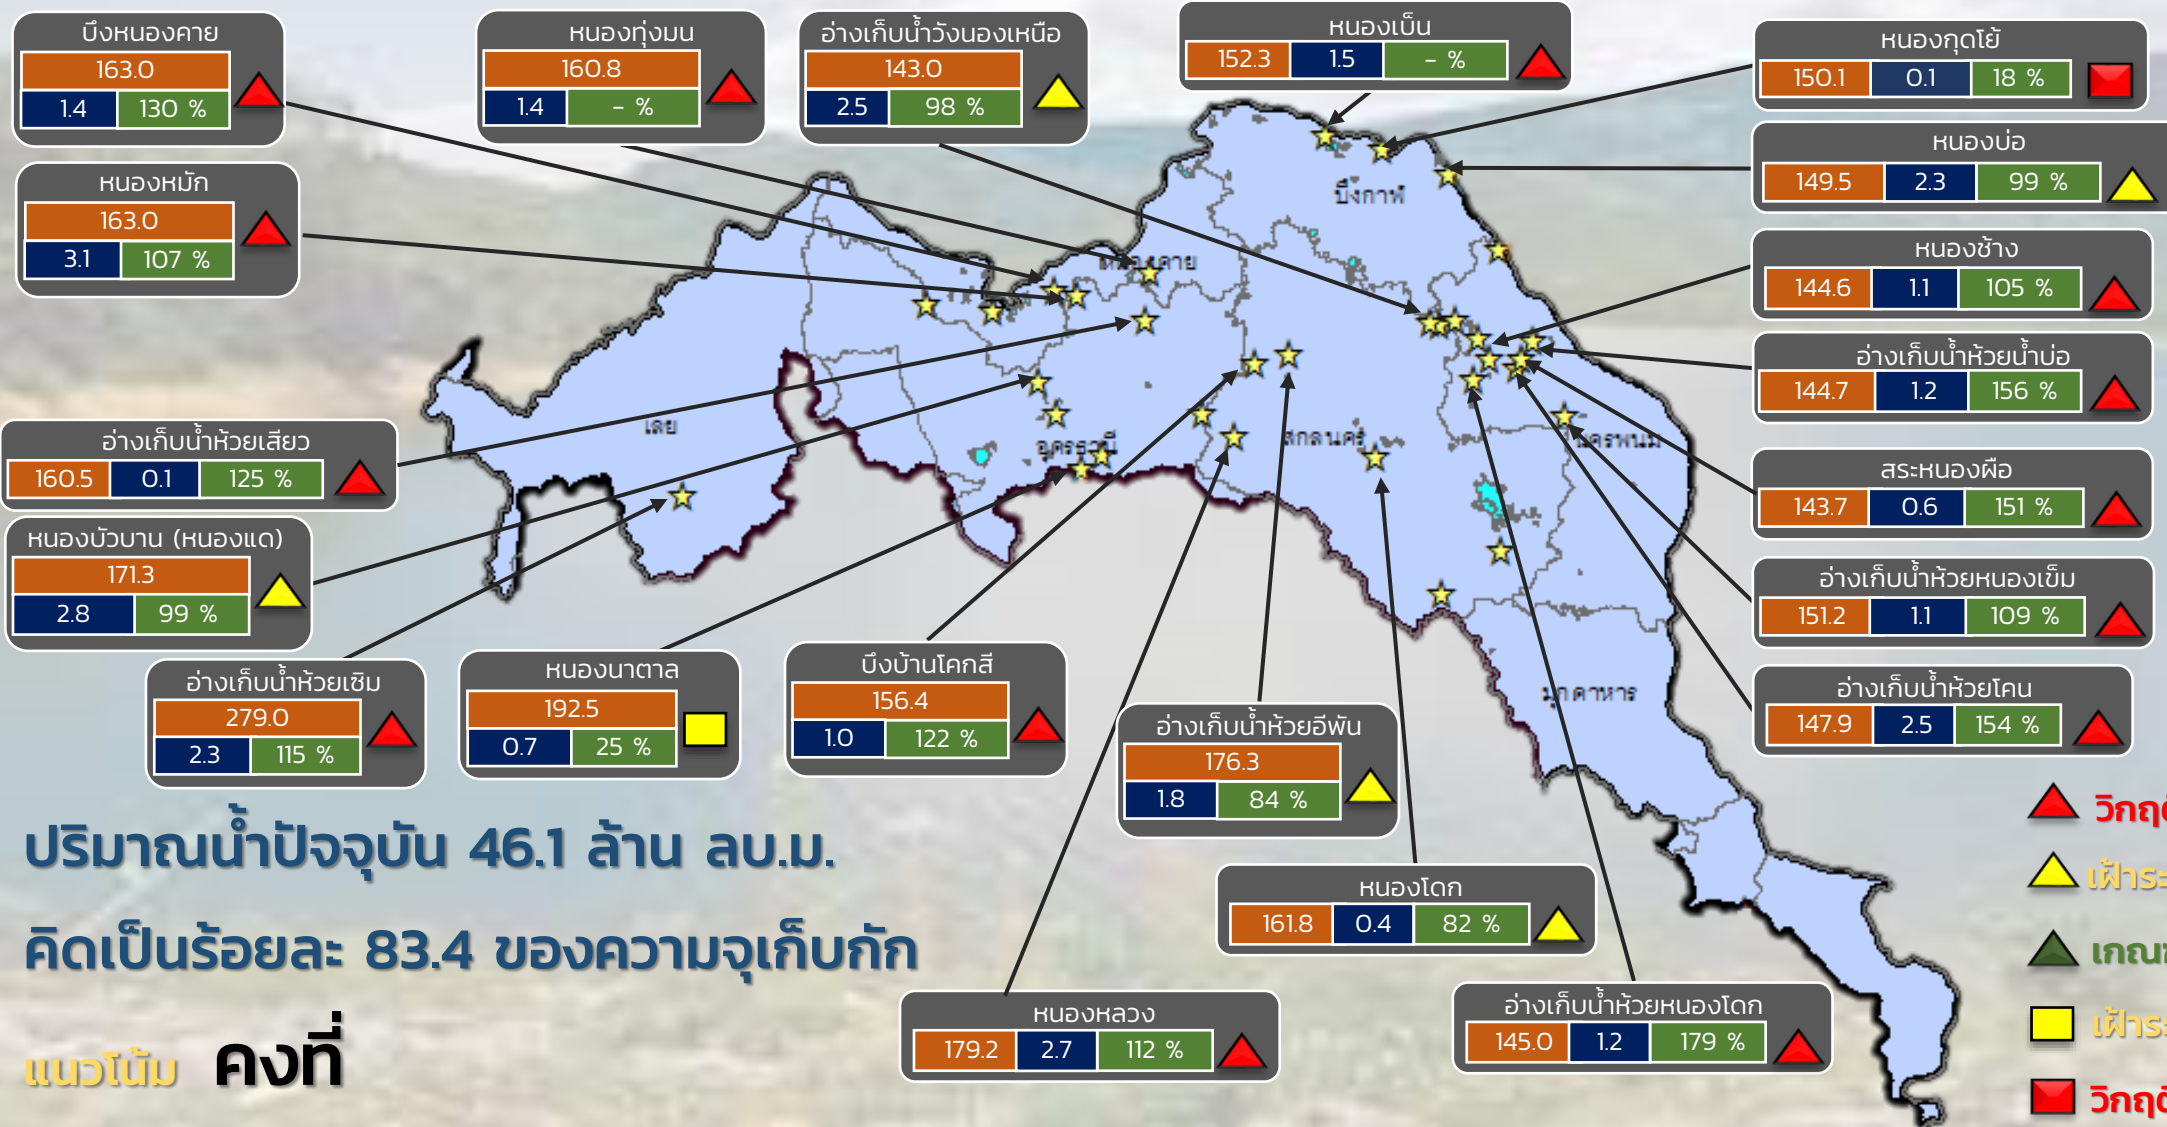 บึงหนองคาย
163.0
1.4 130 %
หนองทุ่งมน
160.8
1.4 - %
อ่างเก็บน้ำวังนองเหนือ
143.0
2.5 98 %
หนองเบ็น
152.3 1.5 - %
หนองกุดโย้
150.1 0.1 18 %
หนองหมัก
163.0
3.1 107 %
หนองบ่อ
149.5 2.3 99 %
บึงกาฬ
หนองช้าง
144.6 1.1 105 %
อ่างเก็บน้ำห้วยน้ำบ่อ
144.7 1.2 156 %
เลย
อุดรธานี
สกลนคร
นครพนม
มุกดาหาร
อ่างเก็บน้ำห้วยเสียว
160.5 0.1 125 %
สระหนองผือ
143.7 0.6 151 %
หนองบัวบาน (หนองแด)
171.3
2.8 99 %
อ่างเก็บน้ำห้วยหนองเข็ม
151.2 1.1 109 %
อ่างเก็บน้ำห้วยเซิม
279.0
2.3 115 %
หนองนาตาล
192.5
0.7 25 %
บึงบ้านโคกสี
156.4
1.0 122 %
อ่างเก็บน้ำห้วยอีพัน
176.3
1.8 84 %
อ่างเก็บน้ำห้วยโคน
147.9 2.5 154 %
ปริมาณน้ำปัจจุบัน 46.1 ล้าน ลบ.ม.
คิดเป็นร้อยละ 83.4 ของความจุเก็บกัก
แนวโน้ม คงที่
หนองโดก
161.8 0.4 82 %
หนองหลวง
179.2 2.7 112 %
อ่างเก็บน้ำห้วยหนองโดก
145.0 1.2 179 %